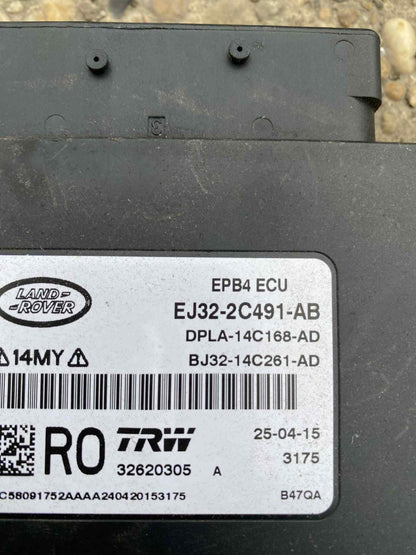 EPB4 ECU
LAND-
-ROVER
EJ32-2C491-AB
DPLA-14C168-AD
⚠14MY⚠
BJ32-14C261-AD
RO
TRW
25-04-15
32620305 A
3175
C58091752AAAA240420153175
B47QA